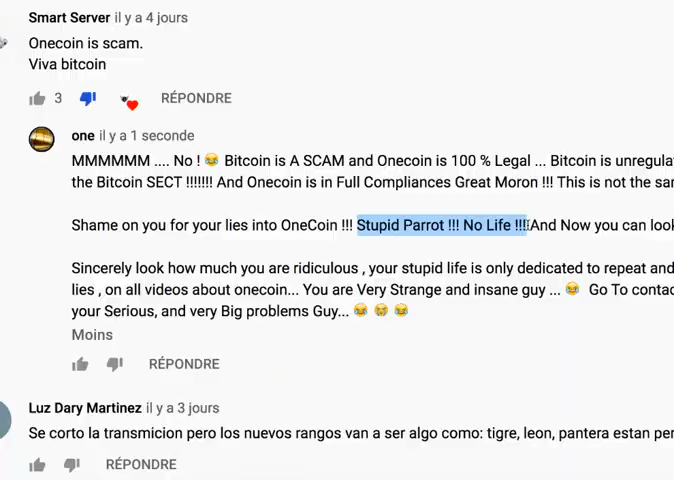 Smart Server il y a 4 jours
Onecoin is scam.
Viva bitcoin
3 RÉPONDRE
one il y a 1 seconde
MMMMMM .... No ! 😂 Bitcoin is A SCAM and Onecoin is 100 % Legal ... Bitcoin is
the Bitcoin SECT !!!!!!! And Onecoin is in Full Compliances Great Moron !!! This is not the
Shame on you for your lies into OneCoin !!! Stupid Parrot !!! No Life !!! And Now you can
Sincerely look how much you are ridiculous , your stupid life is only dedicated to repeat and
lies , on all videos about onecoin... You are Very Strange and insane guy ... 😂 Go To
your Serious, and very Big problems Guy... 😂 😭 😂
Moins
RÉPONDRE
Luz Dary Martinez il y a 3 jours
Se corto la transmicion pero los nuevos rangos van a ser algo como: tigre, leon, pantera estan
RÉPONDRE